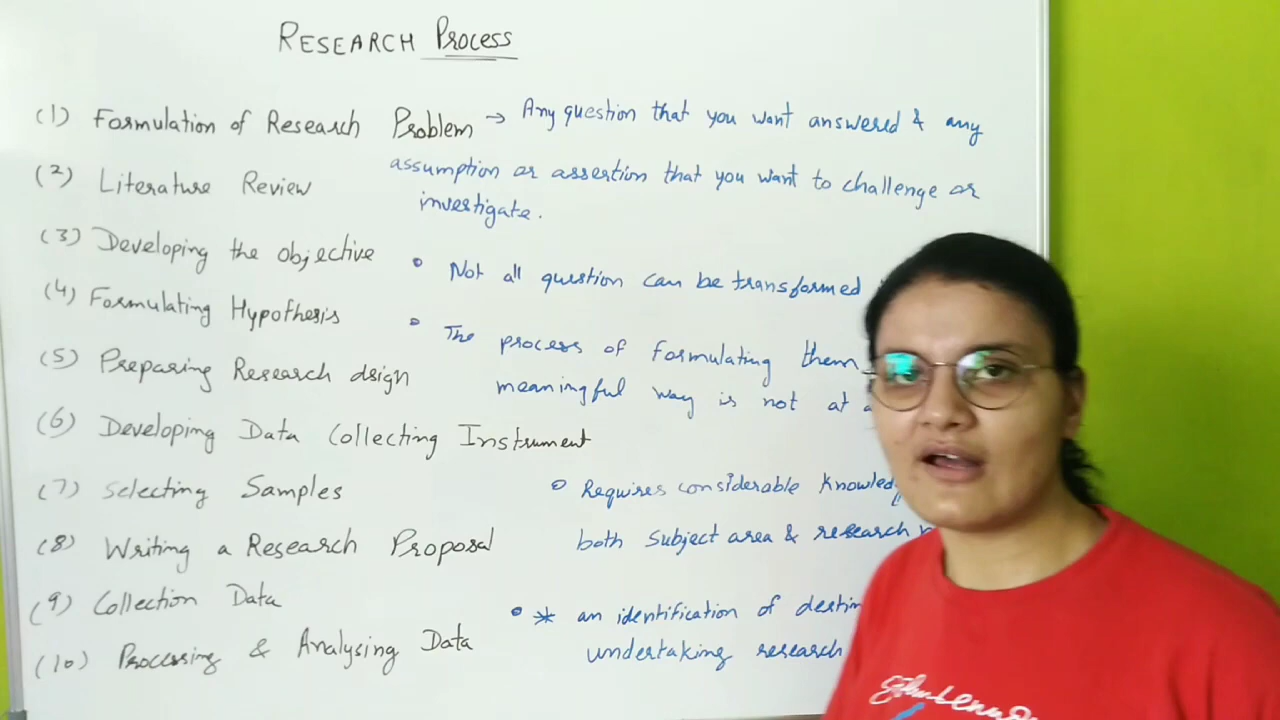 RESEARCH Process
(1) Formulation of Research Problem → Any question that you want answered & any
assumption or assertion that you want to challenge or
investigate.
(2) Literature Review
(3) Developing the objective
• Not all question can be transformed
(4) Formulating Hypothesis
• The process of formulating them
meaningful way is not at
(5) Preparing Research dsign
(6) Developing Data Collecting Instrument
(7) Selecting Samples
• Requires considerable
both subject area & research
(8) Writing a Research Proposal
(9) Collection Data
• * an identification of
undertaking research
(10) Processing & Analysing Data